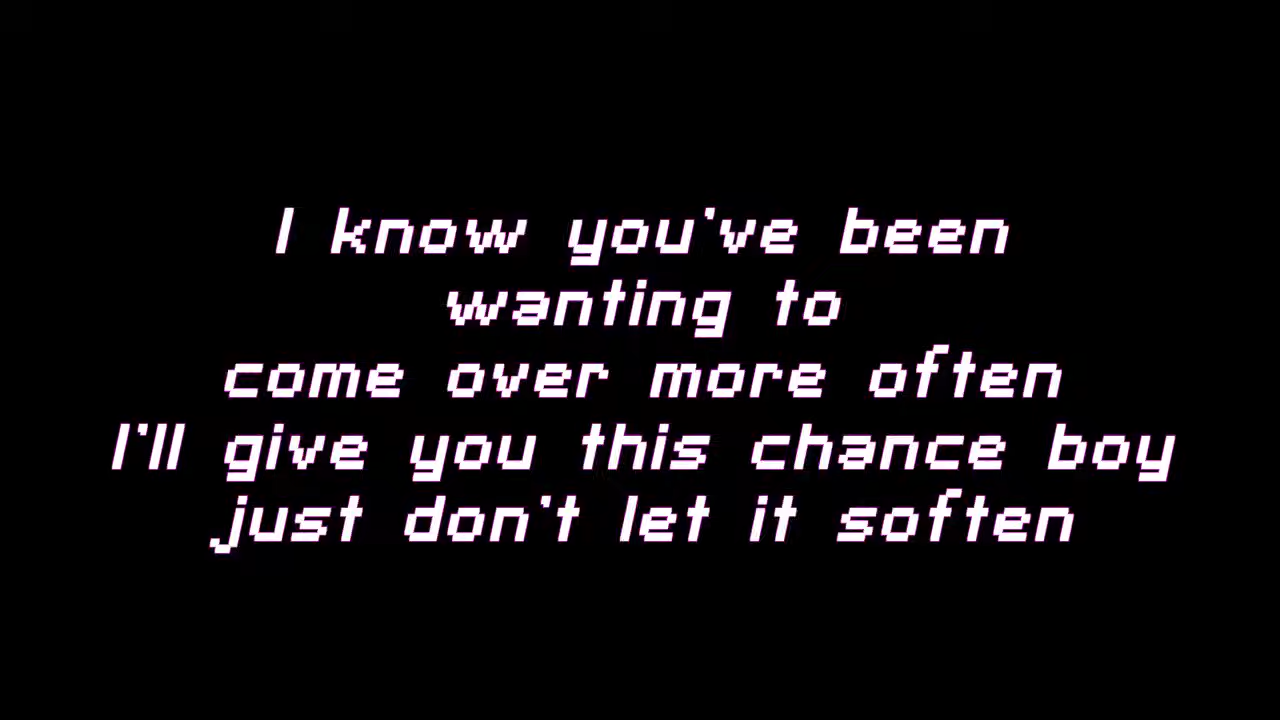 I know you've been
wanting to
come over more often
I'll give you this chance boy
just don't let it soften